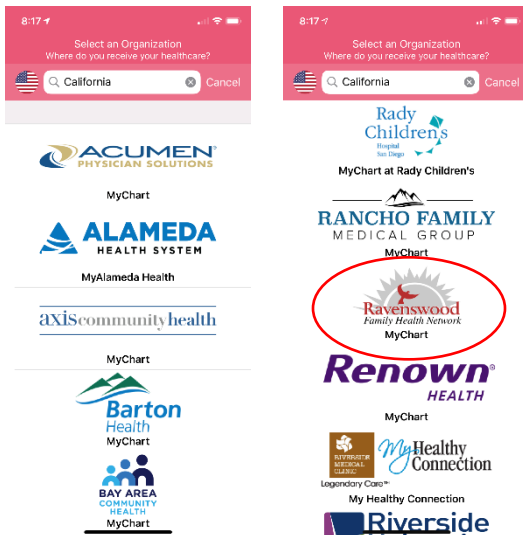 8:17
Select an Organization
Where do you receive your healthcare?
California
Cancel
ACUMEN®
PHYSICIAN SOLUTIONS
MyChart
ALAMEDA
HEALTH SYSTEM
MyAlameda Health
axiscommunityhealth
MyChart
Barton
Health
MyChart
BAY AREA
COMMUNITY
HEALTH
MyChart
8:17
Select an Organization
Where do you receive your healthcare?
California
Cancel
Rady
Children's
Hospital
San Diego
MyChart at Rady Children's
RANCHO FAMILY
MEDICAL GROUP
MyChart
Ravenswood
Family Health Network
MyChart
Renown®
HEALTH
MyChart
RIVERSIDE
MEDICAL
CLINIC
Legendary Care℠
MyHealthy
Connection
My Healthy Connection
Riverside